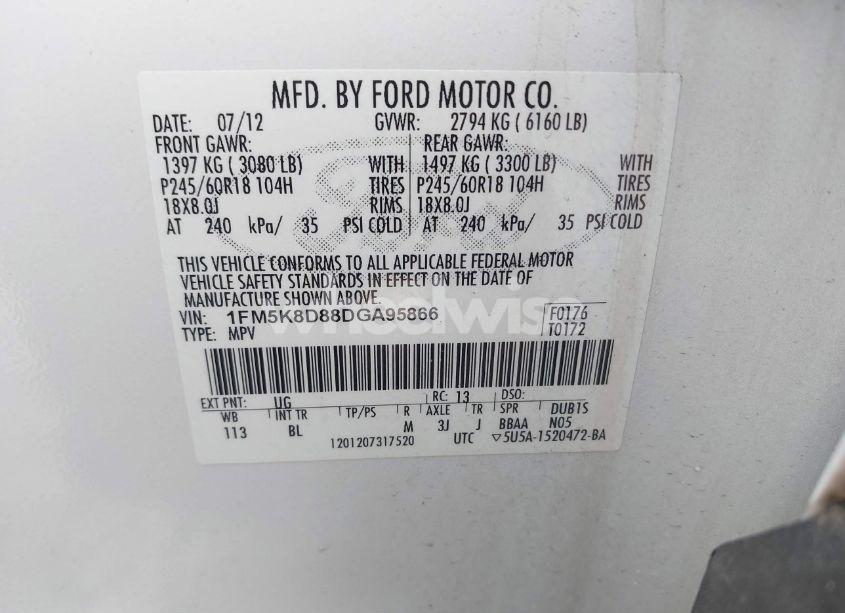 MFD. BY FORD MOTOR CO.
DATE: 07/12 GVWR: 2794 KG ( 6160 LB)
FRONT GAWR: REAR GAWR:
1397 KG ( 3080 LB) WITH 1497 KG ( 3300 LB) WITH
P245/60R18 104H TIRES P245/60R18 104H TIRES
18X8.0J RIMS 18X8.0J RIMS
AT 240 kPa/ 35 PSI COLD AT 240 kPa/ 35 PSI COLD
THIS VEHICLE CONFORMS TO ALL APPLICABLE FEDERAL MOTOR
VEHICLE SAFETY STANDARDS IN EFFECT ON THE DATE OF
MANUFACTURE SHOWN ABOVE.
VIN: 1FM5K8D88DGA95866 F0176
TYPE: MPV T0172
wheelwise
EXT PNT: UG RC: 13 DSO:
WB INT TR TP/PS R AXLE TR SPR DUB1S
113 BL M 3J J BBAA N05
1201207317520 UTC ▽5U5A-1520472-BA